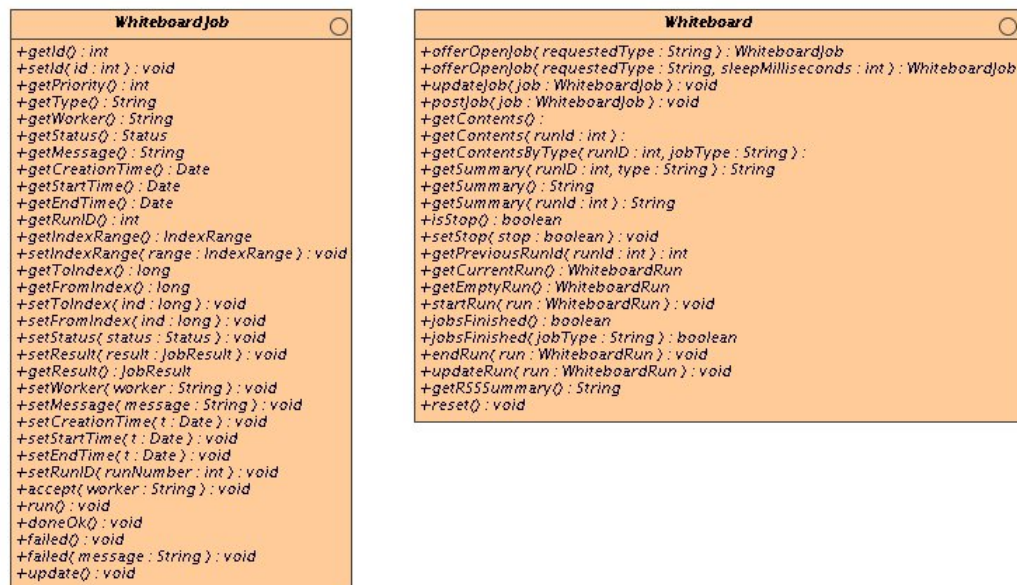 WhiteboardJob
+getId() : int
+setId( id : int ) : void
+getPriority() : int
+getType() : String
+getWorker() : String
+getStatus() : Status
+getMessage() : String
+getCreationTime() : Date
+getStartTime() : Date
+getEndTime() : Date
+getRunID() : int
+getIndexRange() : IndexRange
+setIndexRange( range : IndexRange ) : void
+getToIndex() : long
+getFromIndex() : long
+setToIndex( ind : long ) : void
+setFromIndex( ind : long ) : void
+setStatus( status : Status ) : void
+setResult( result : JobResult ) : void
+getResult() : JobResult
+setWorker( worker : String ) : void
+setMessage( message : String ) : void
+setCreationTime( t : Date ) : void
+setStartTime( t : Date ) : void
+setEndTime( t : Date ) : void
+setRunID( runNumber : int ) : void
+accept( worker : String ) : void
+run() : void
+doneOk() : void
+failed() : void
+failed( message : String ) : void
+update() : void
Whiteboard
+offerOpenJob( requestedType : String ) : WhiteboardJob
+offerOpenJob( requestedType : String, sleepMilliseconds : int ) : WhiteboardJob
+updateJob( job : WhiteboardJob ) : void
+postJob( job : WhiteboardJob ) : void
+getContents() :
+getContents( runId : int ) :
+getContentsByType( runID : int, jobType : String ) :
+getSummary( runID : int, type : String ) : String
+getSummary() : String
+getSummary( runId : int ) : String
+isStop() : boolean
+setStop( stop : boolean ) : void
+getPreviousRunId( runId : int ) : int
+getCurrentRun() : WhiteboardRun
+getEmptyRun() : WhiteboardRun
+startRun( run : WhiteboardRun ) : void
+jobsFinished() : boolean
+jobsFinished( jobType : String ) : boolean
+endRun( run : WhiteboardRun ) : void
+updateRun( run : WhiteboardRun ) : void
+getRSSSummary() : String
+reset() : void